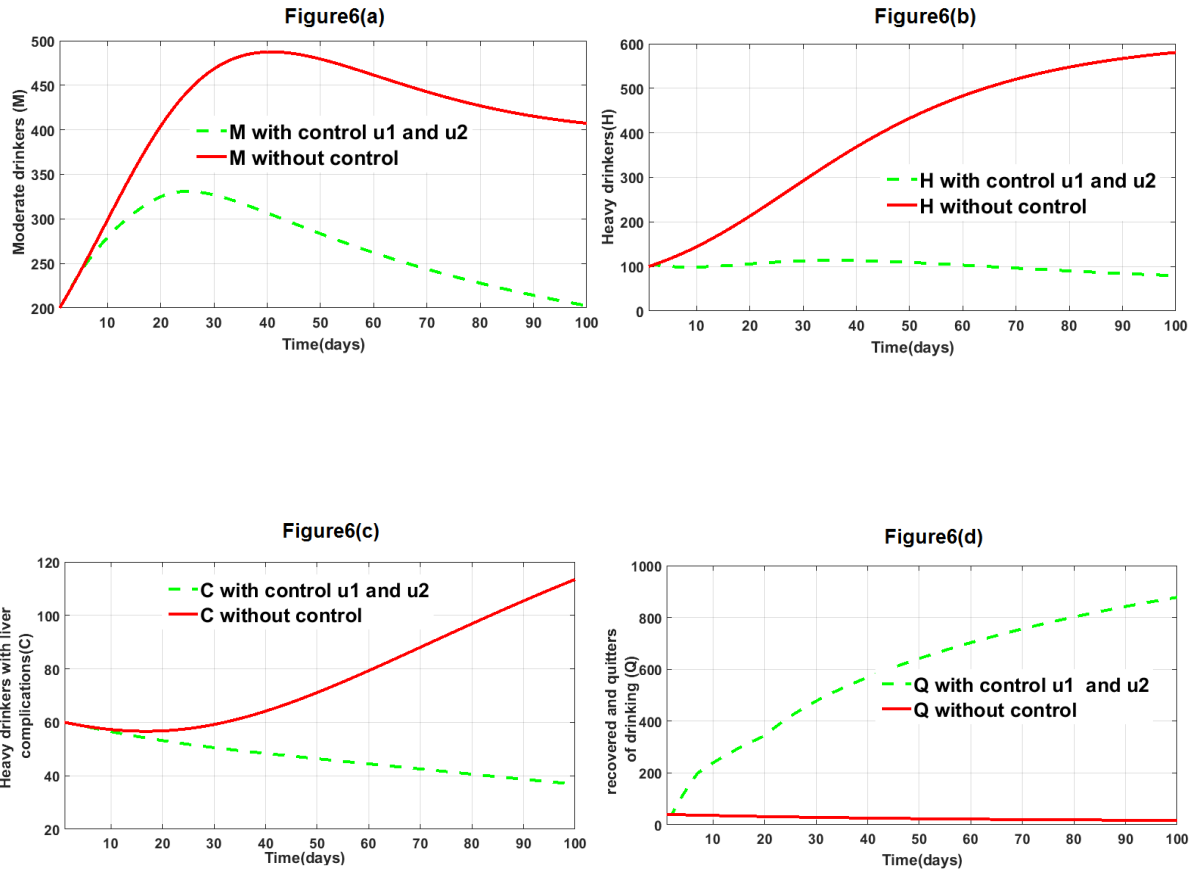 Figure6(a)
500
450
400
350
300
250
200
Moderate drinkers (M)
M with control u1 and u2
M without control
10 20 30 40 50 60 70 80 90 100
Time(days)
Figure6(b)
600
500
400
300
200
100
0
Heavy drinkers(H)
H with control u1 and u2
H without control
10 20 30 40 50 60 70 80 90 100
Time(days)
Figure6(c)
120
100
80
60
40
20
Heavy drinkers with liver
complications(C)
C with control u1 and u2
C without control
10 20 30 40 50 60 70 80 90 100
Time(days)
Figure6(d)
1000
800
600
400
200
0
recovered and quitters
of drinking (Q)
Q with control u1 and u2
Q without control
10 20 30 40 50 60 70 80 90 100
Time(days)